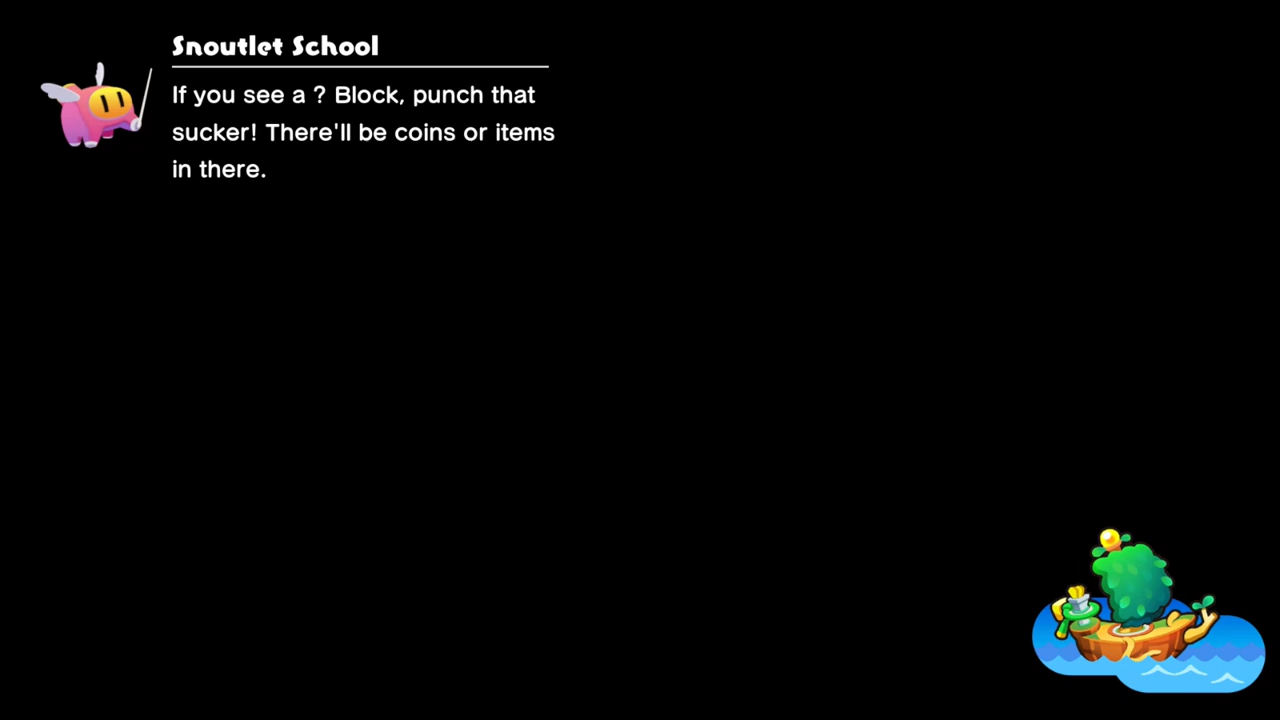 Snoutlet School
If you see a ? Block, punch that
sucker! There'll be coins or items
in there.